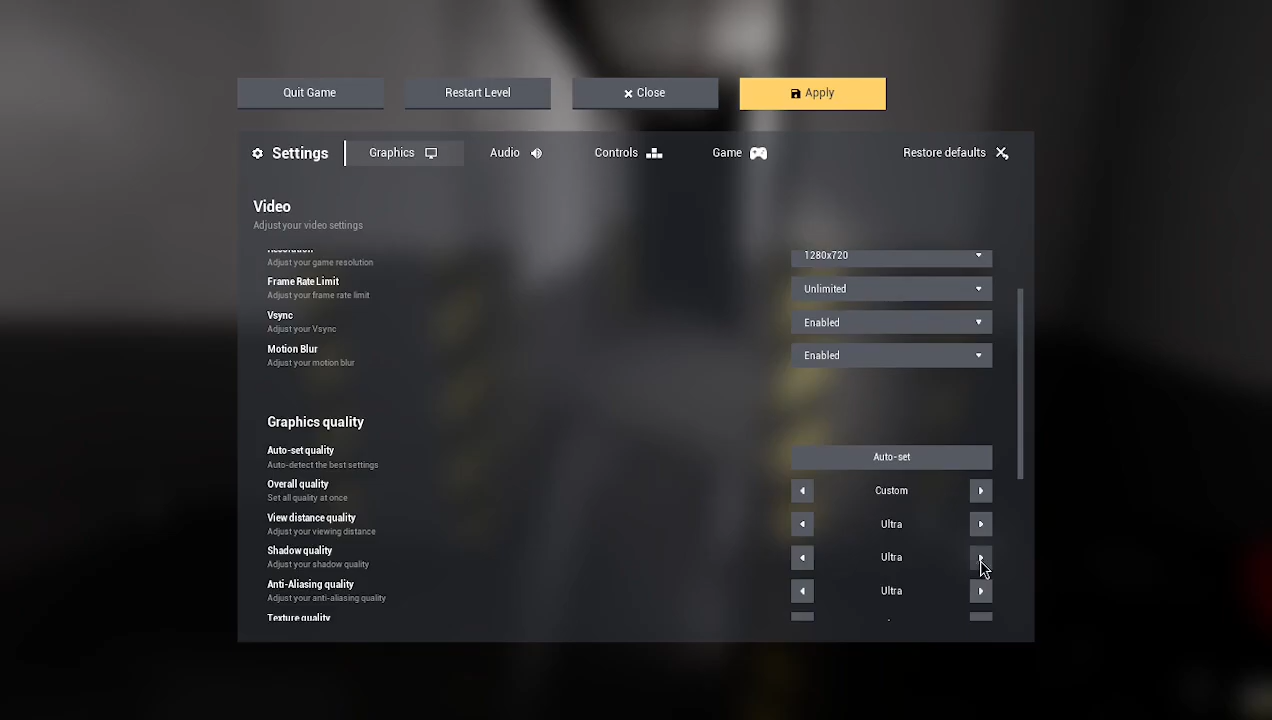 Quit Game
Restart Level
Close
Apply
Settings
Graphics
Audio
Controls
Game
Restore defaults
Video
Adjust your video settings
Resolution
1280x720
Adjust your game resolution
Frame Rate Limit
Unlimited
Adjust your frame rate limit
Vsync
Enabled
Adjust your Vsync
Motion Blur
Enabled
Adjust your motion blur
Graphics quality
Auto-set quality
Auto-set
Auto-detect the best settings
Overall quality
Custom
Set all quality at once
View distance quality
Ultra
Adjust your viewing distance
Shadow quality
Ultra
Adjust your shadow quality
Anti-Aliasing quality
Ultra
Adjust your anti-aliasing quality
Texture quality